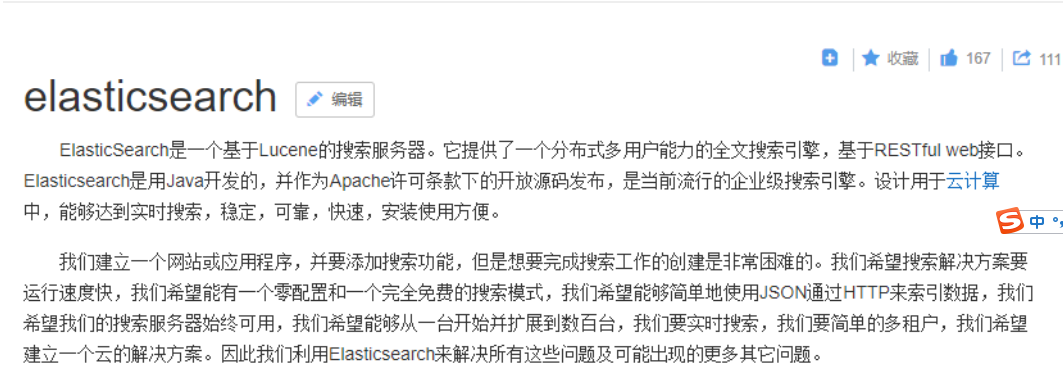 收藏 167 111
elasticsearch 编辑
ElasticSearch是一个基于Lucene的搜索服务器。它提供了一个分布式多用户能力的全文搜索引擎，基于RESTful web接口。
Elasticsearch是用Java开发的，并作为Apache许可条款下的开放源码发布，是当前流行的企业级搜索引擎。设计用于云计算
中，能够达到实时搜索，稳定，可靠，快速，安装使用方便。
中
我们建立一个网站或应用程序，并要添加搜索功能，但是想要完成搜索工作的创建是非常困难的。我们希望搜索解决方案要
运行速度快，我们希望能有一个零配置和一个完全免费的搜索模式，我们希望能够简单地使用JSON通过HTTP来索引数据，我们
希望我们的搜索服务器始终可用，我们希望能够从一台开始并扩展到数百台，我们要实时搜索，我们要简单的多租户，我们希望
建立一个云的解决方案。因此我们利用Elasticsearch来解决所有这些问题及可能出现的更多其它问题。